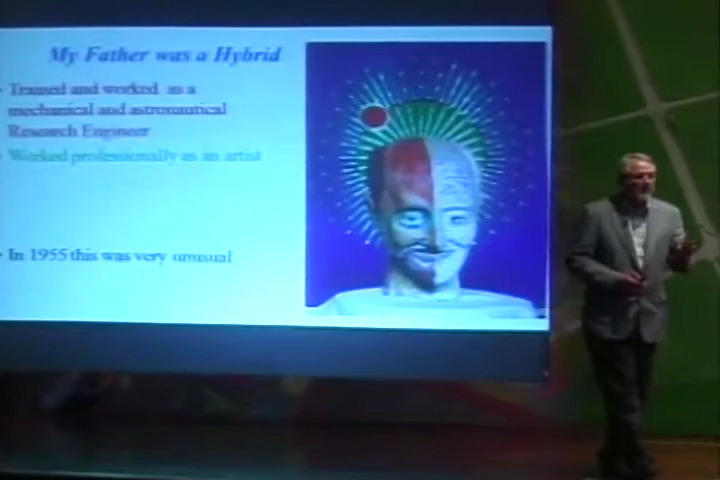 My Father was a Hybrid
• Trained and worked as a
mechanical and astronautical
Research Engineer
• Worked professionally as an artist
• In 1955 this was very unusual